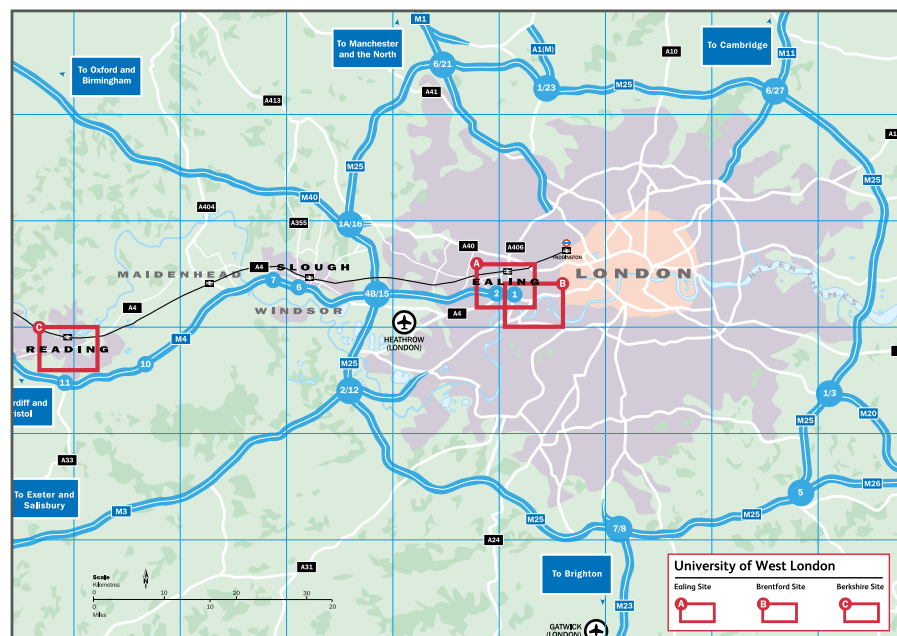 M1
To Manchester
and the North
A1(M)
A10
To Cambridge
M11
To Oxford and
Birmingham
6/21
A41
1/23
M25
6/27
A413
M25
M25
M40
A404
A355
1A/16
A40
A406
PADDINGTON
MAIDENHEAD
A4
SLOUGH
A
EALING
LONDON
RIVER
THAMES
7
6
4B/15
2
1
B
WINDSOR
A4
A4
C
M4
HEATHROW
(LONDON)
READING
10
11
M25
2/12
1/3
M25
M20
A33
To Exeter and
Salisbury
M3
5
M26
M25
M25
7/8
A24
A31
To Brighton
M23
GATWICK
(LONDON)
Scale
Kilometres
N
0 10 20 30
0 10 20
Miles
University of West London
Ealing Site
Brentford Site
Berkshire Site
A
B
C